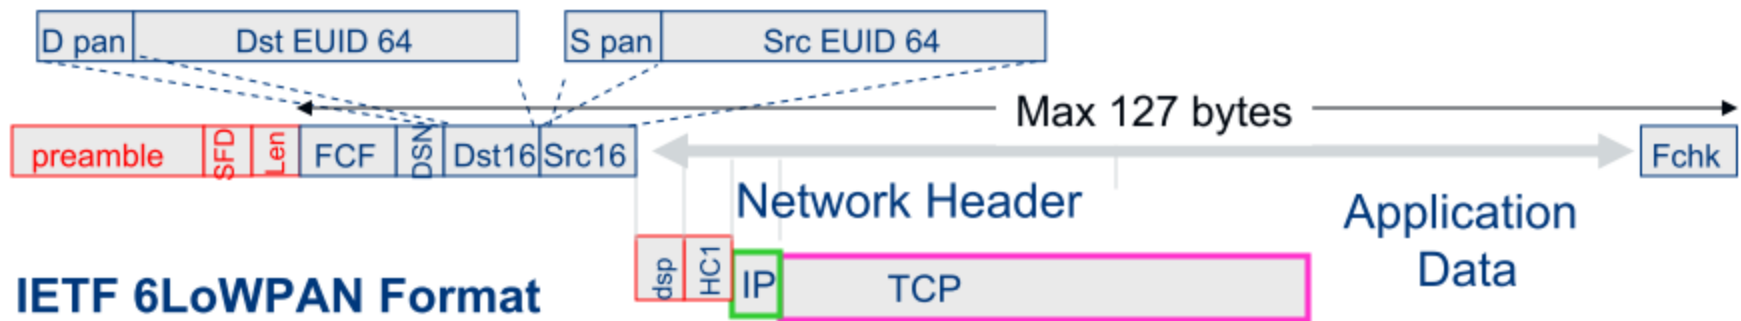 D pan Dst EUID 64 S pan Src EUID 64
Max 127 bytes
preamble SFD Len FCF DSN Dst16 Src16 Fchk
Network Header
Application
Data
dsp HC1 IP TCP
IETF 6LoWPAN Format